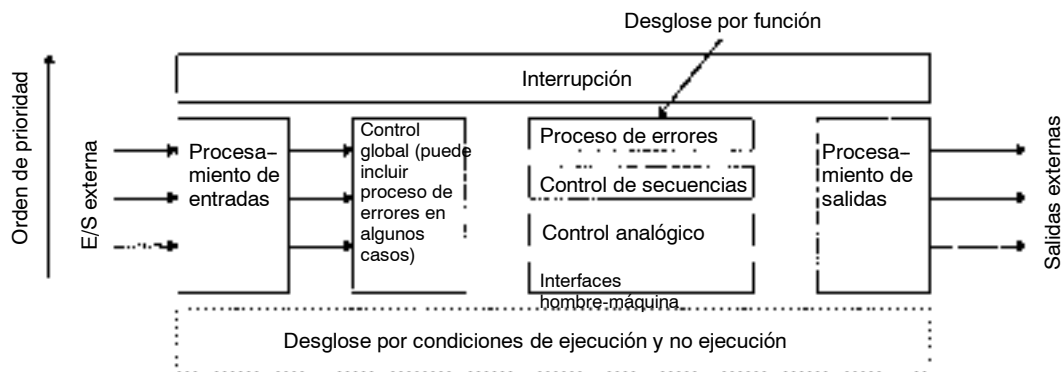 Desglose por función
Interrupción
Orden de prioridad
E/S externa
Procesa–
miento de
entradas
Control
global (puede
incluir
proceso de
errores en
algunos
casos)
Proceso de errores
Control de secuencias
Control analógico
Interfaces
hombre-máquina
Procesa–
miento de
salidas
Salidas externas
Desglose por condiciones de ejecución y no ejecución